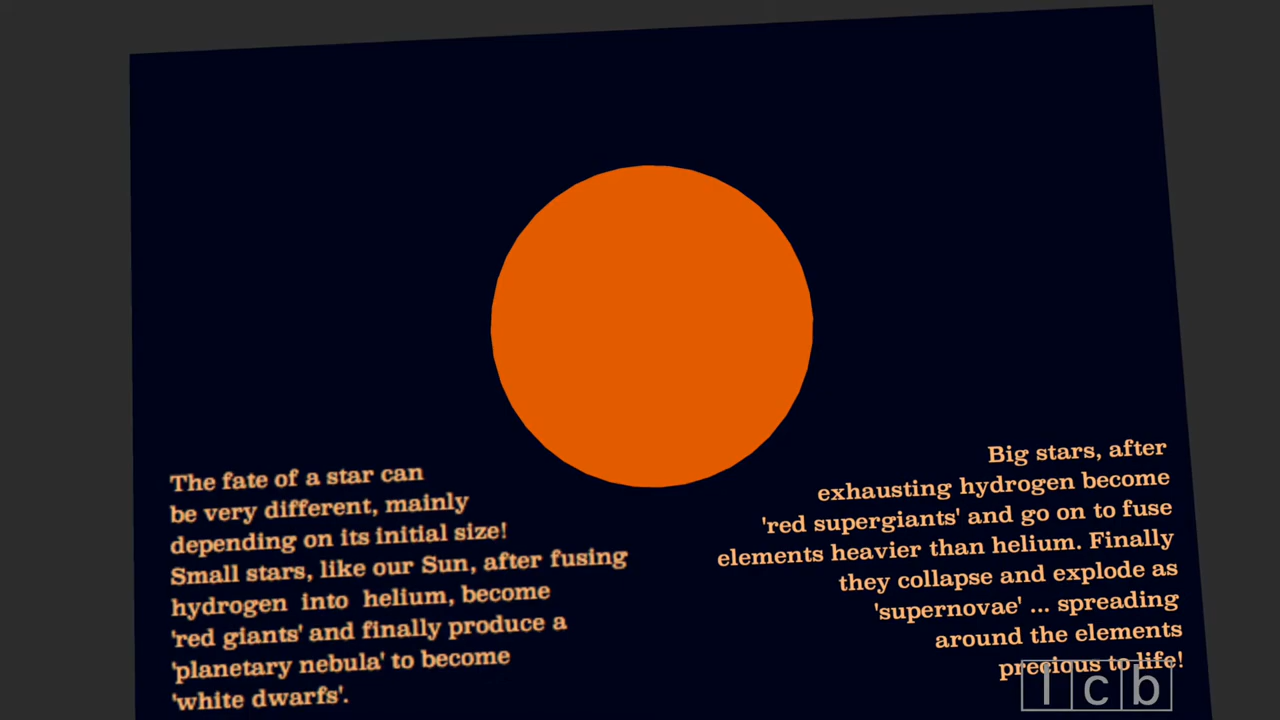 The fate of a star can
be very different, mainly
depending on its initial size!
Small stars, like our Sun, after fusing
hydrogen into helium, become
'red giants' and finally produce a
'planetary nebula' to become
'white dwarfs'.
Big stars, after
exhausting hydrogen become
'red supergiants' and go on to fuse
elements heavier than helium. Finally
they collapse and explode as
'supernovae' ... spreading
around the elements
precious to life!
lcb